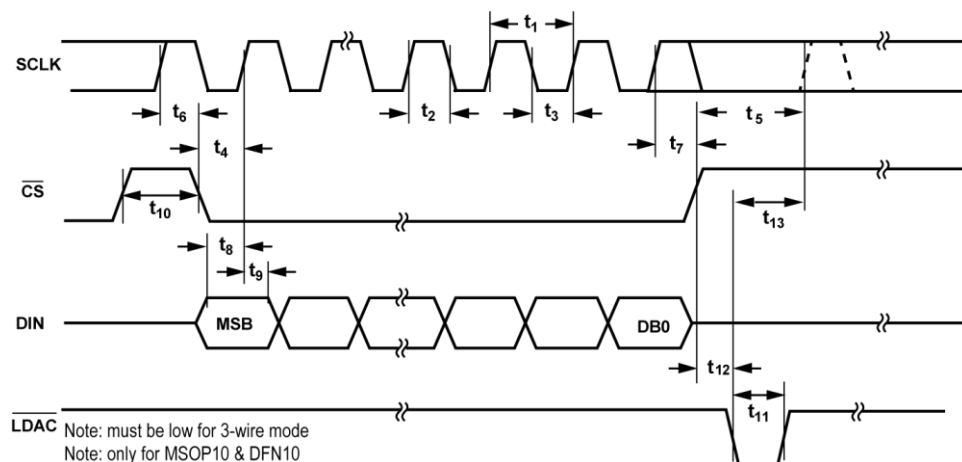 t₁
SCLK
t₆
t₂
t₃
t₅
t₄
t₇
CS
t₁₀
t₁₃
t₈
t₉
DIN
MSB
DB0
t₁₂
t₁₁
LDAC
Note: must be low for 3-wire mode
Note: only for MSOP10 & DFN10